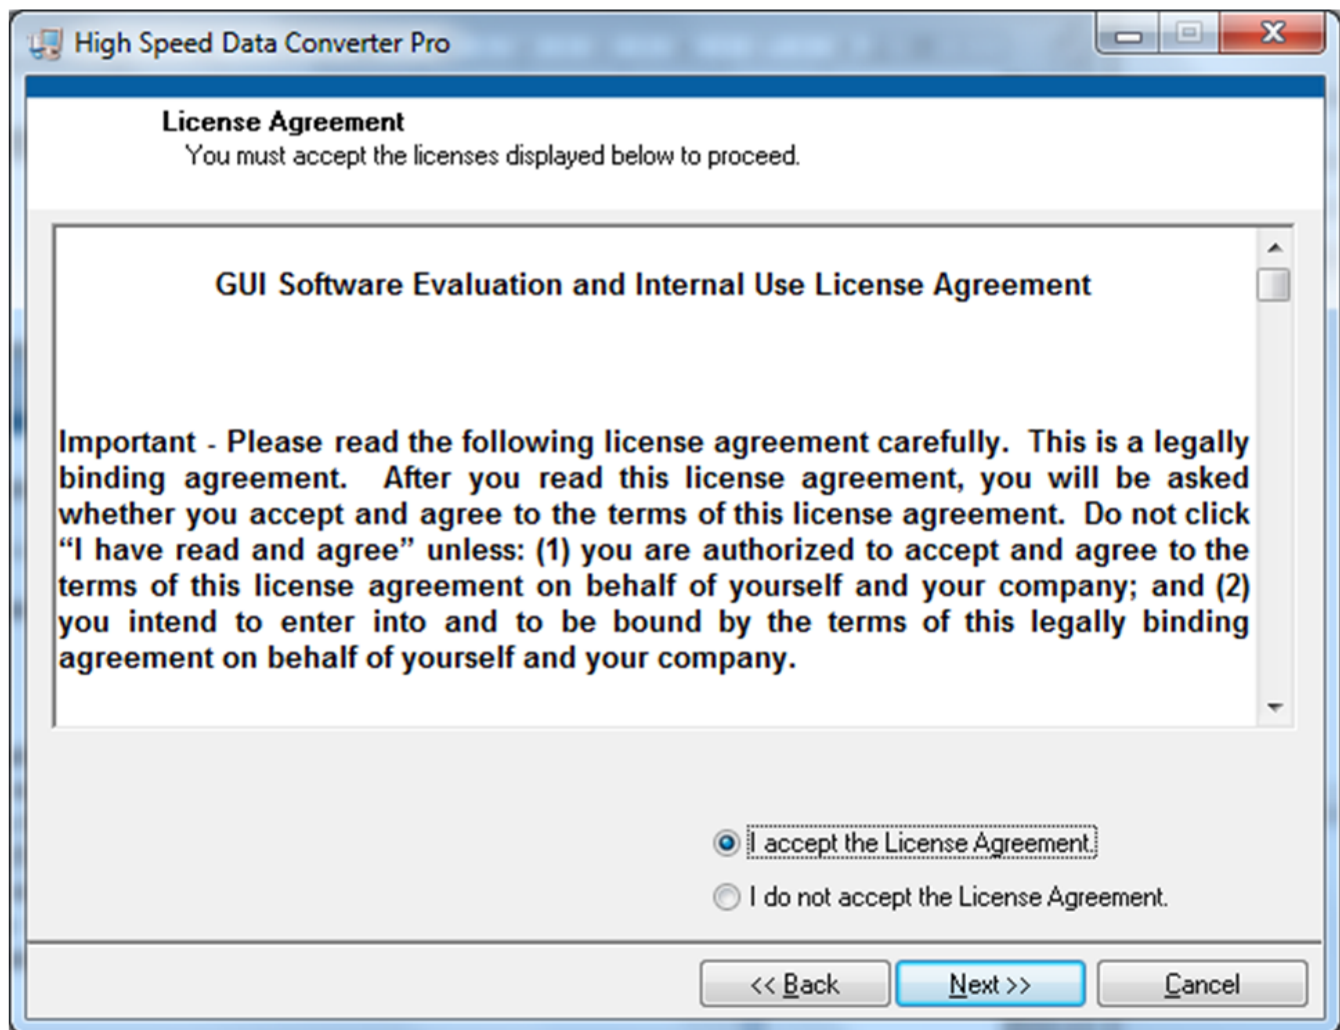 High Speed Data Converter Pro
License Agreement
You must accept the licenses displayed below to proceed.
GUI Software Evaluation and Internal Use License Agreement
Important - Please read the following license agreement carefully. This is a legally
binding agreement. After you read this license agreement, you will be asked
whether you accept and agree to the terms of this license agreement. Do not click
“I have read and agree” unless: (1) you are authorized to accept and agree to the
terms of this license agreement on behalf of yourself and your company; and (2)
you intend to enter into and to be bound by the terms of this legally binding
agreement on behalf of yourself and your company.
I accept the License Agreement.
I do not accept the License Agreement.
<< Back Next >> Cancel